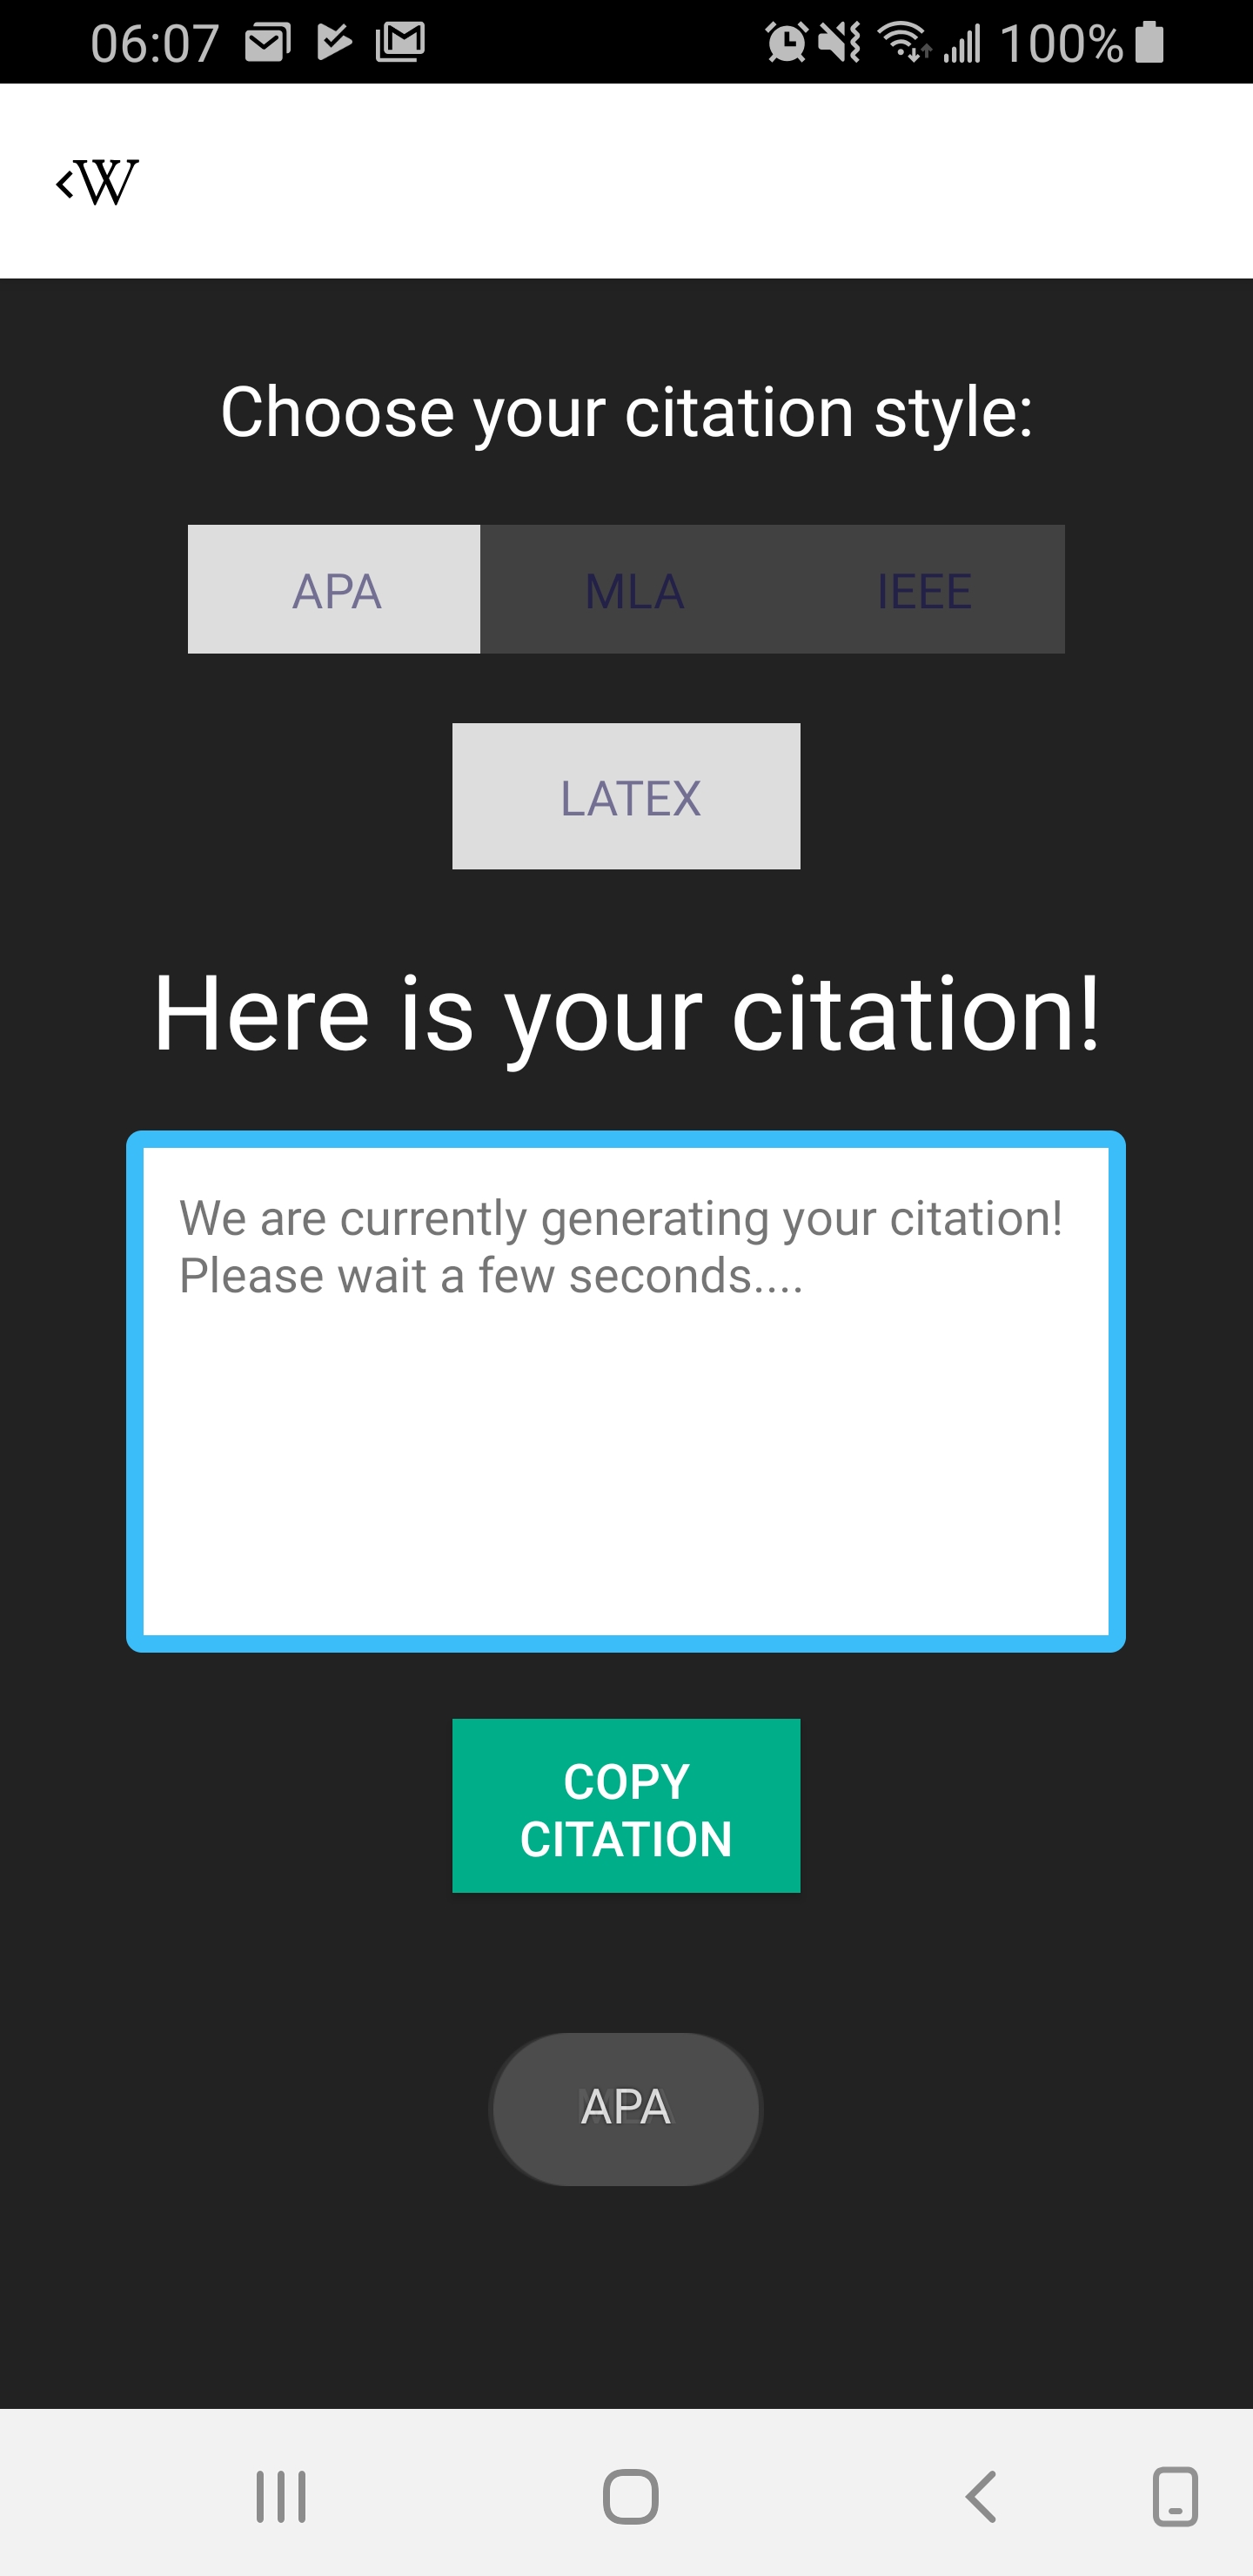 06:07 100%
<W
Choose your citation style:
APA MLA IEEE
LATEX
Here is your citation!
We are currently generating your citation!
Please wait a few seconds....
COPY
CITATION
APA